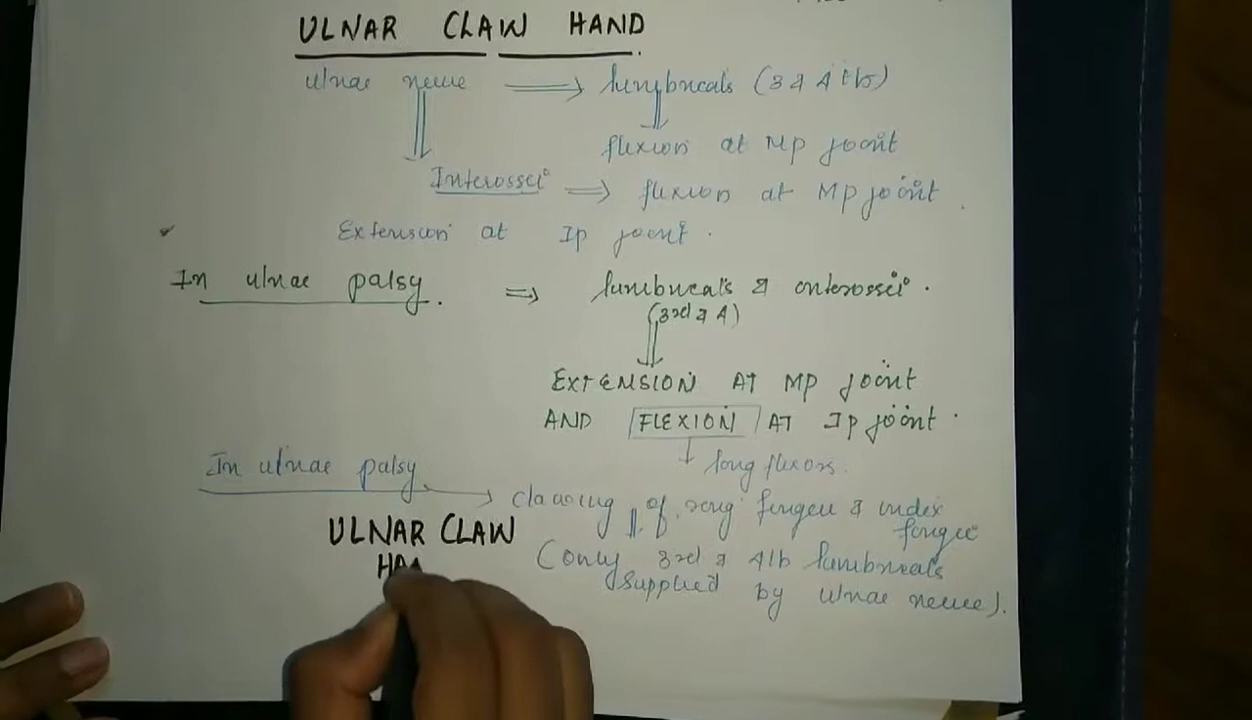 ULNAR CLAW HAND
ulnar nerve ⟹ lumbricals (3 & 4th)
flexion at MP joint
Interossei ⟹ flexion at MP joint.
Extension at Ip joint.
In ulnar palsy. ⟹ lumbricals & interossei.
(3rd & 4)
EXTENSION AT MP joint
AND FLEXION AT Ip joint.
↓ long flexors.
In ulnar palsy → clawing of ring finger & index
finger
ULNAR CLAW
(only 3rd & 4th lumbricals
HA
supplied by ulnar nerve).